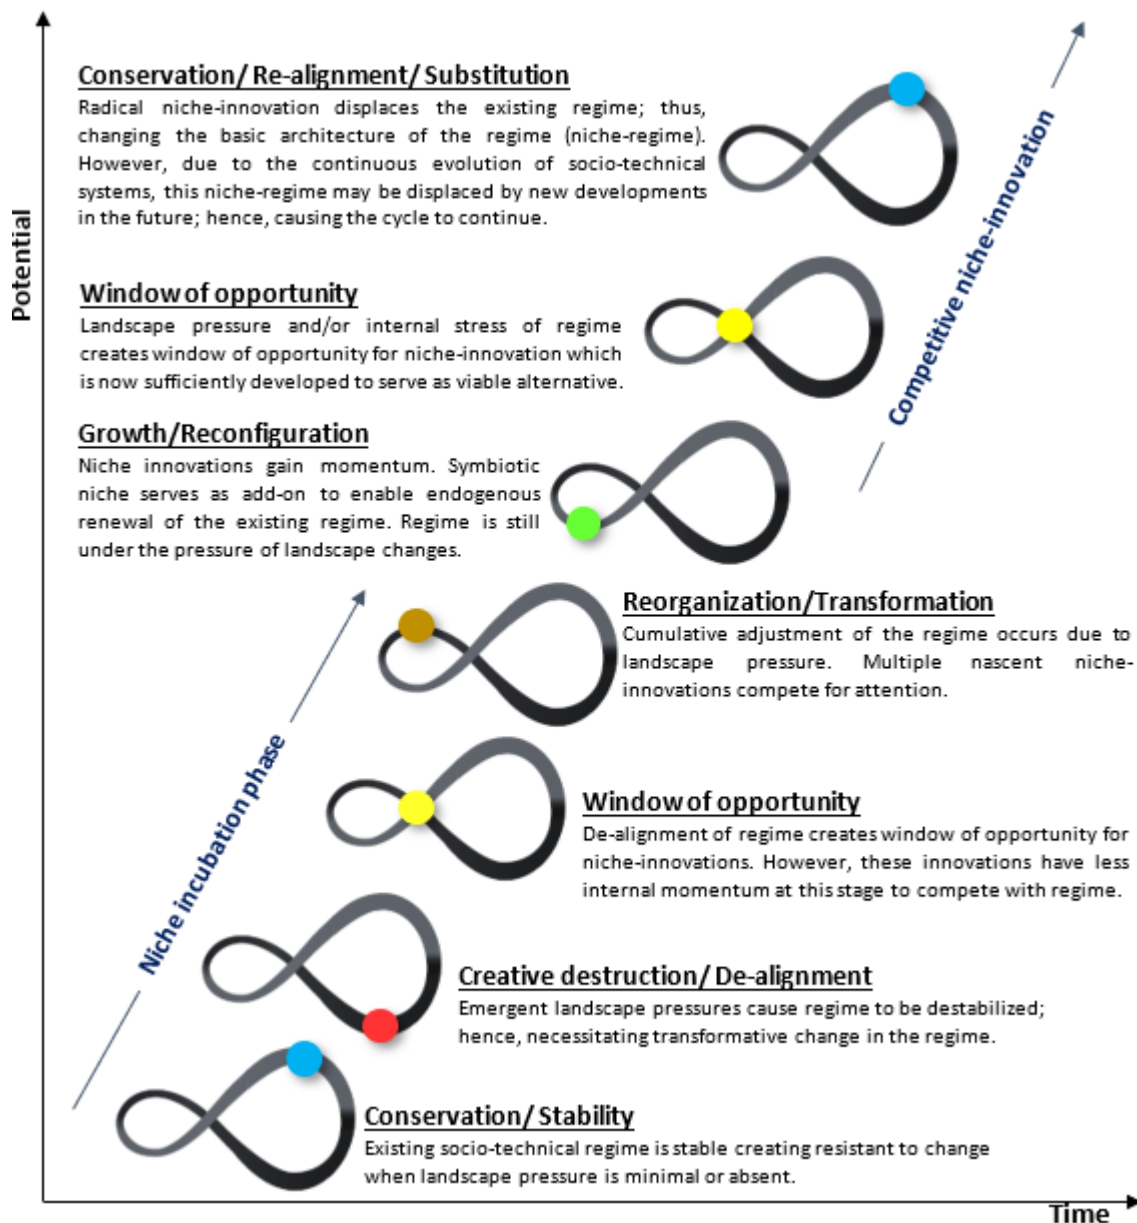 Conservation/ Re-alignment/ Substitution
Radical niche-innovation displaces the existing regime; thus,
changing the basic architecture of the regime (niche-regime).
However, due to the continuous evolution of socio-technical
systems, this niche-regime may be displaced by new developments
in the future; hence, causing the cycle to continue.
Potential
Competitive niche-innovation
Window of opportunity
Landscape pressure and/or internal stress of regime
creates window of opportunity for niche-innovation which
is now sufficiently developed to serve as viable alternative.
Growth/Reconfiguration
Niche innovations gain momentum. Symbiotic
niche serves as add-on to enable endogenous
renewal of the existing regime. Regime is still
under the pressure of landscape changes.
Reorganization/Transformation
Cumulative adjustment of the regime occurs due to
landscape pressure. Multiple nascent niche-
innovations compete for attention.
Niche incubation phase
Window of opportunity
De-alignment of regime creates window of opportunity for
niche-innovations. However, these innovations have less
internal momentum at this stage to compete with regime.
Creative destruction/ De-alignment
Emergent landscape pressures cause regime to be destabilized;
hence, necessitating transformative change in the regime.
Conservation/ Stability
Existing socio-technical regime is stable creating resistant to change
when landscape pressure is minimal or absent.
Time